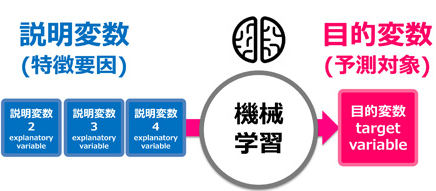 説明変数
(特徴要因)
目的変数
(予測対象)
説明変数
2
explanatory
variable
説明変数
3
explanatory
variable
説明変数
4
explanatory
variable
機械
学習
目的変数
target
variable